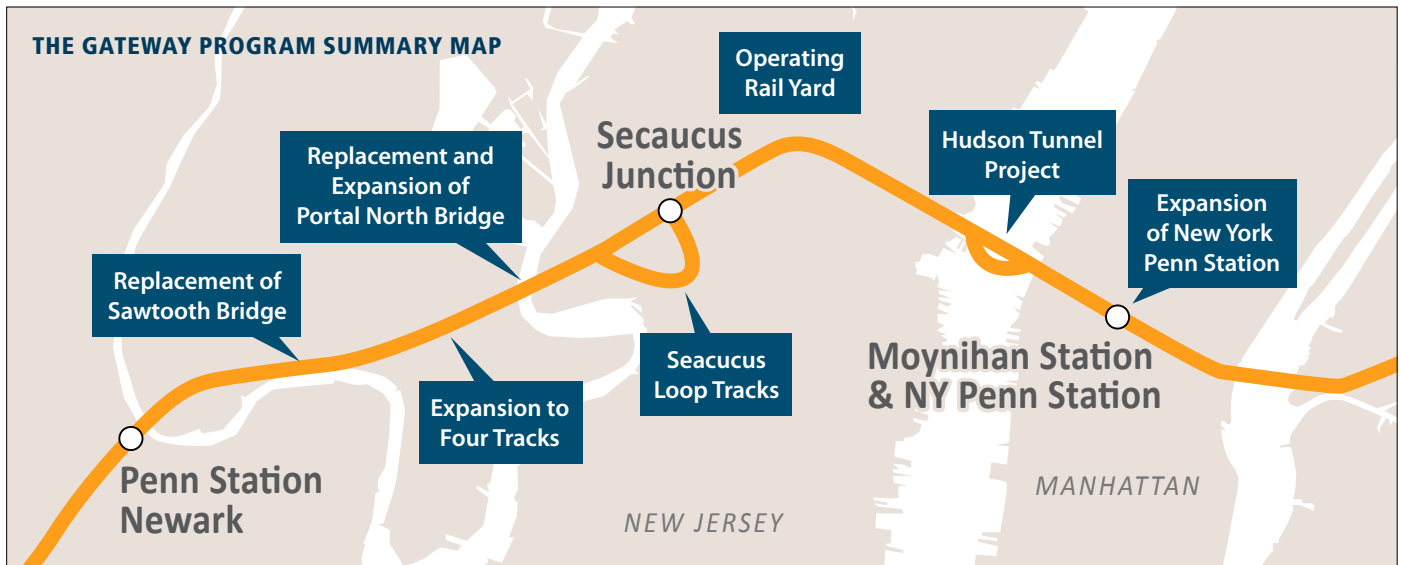 THE GATEWAY PROGRAM SUMMARY MAP
Operating
Rail Yard
Secaucus
Junction
Hudson Tunnel
Project
Replacement and
Expansion of
Portal North Bridge
Expansion
of New York
Penn Station
Replacement of
Sawtooth Bridge
Seacucus
Loop Tracks
Moynihan Station
& NY Penn Station
Expansion to
Four Tracks
Penn Station
Newark
MANHATTAN
NEW JERSEY